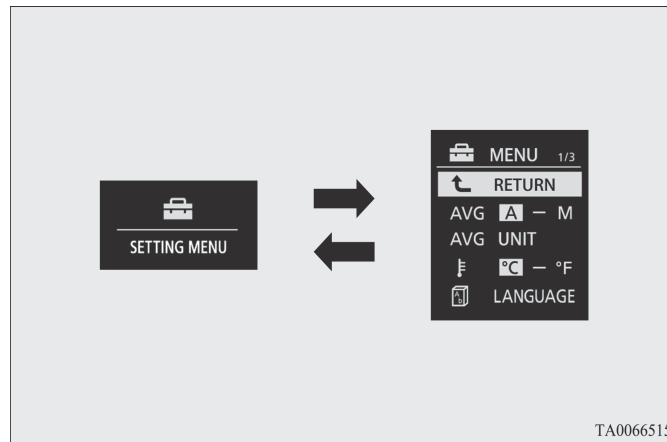 SETTING MENU
MENU 1/3
RETURN
AVG A — M
AVG UNIT
°C — °F
A b LANGUAGE
TA0066515